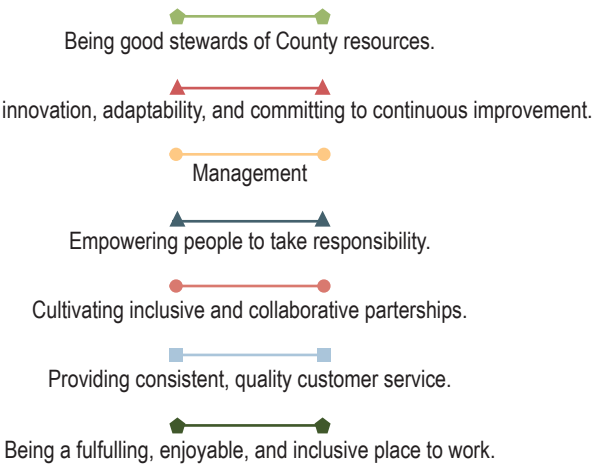 Being good stewards of County resources.
innovation, adaptability, and committing to continuous improvement.
Management
Empowering people to take responsibility.
Cultivating inclusive and collaborative parterships.
Providing consistent, quality customer service.
Being a fulfulling, enjoyable, and inclusive place to work.